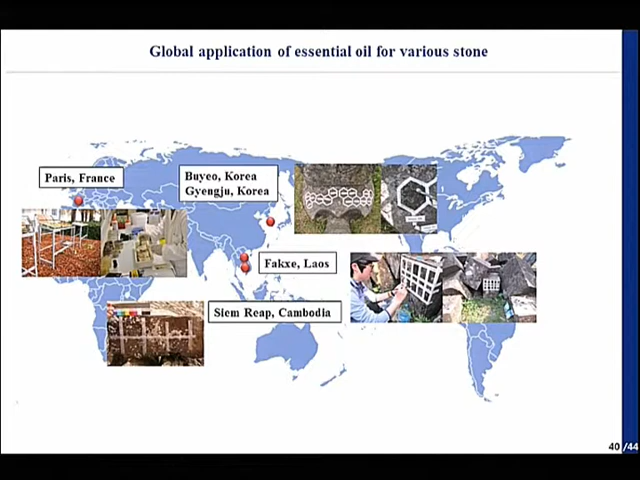 Global application of essential oil for various stone
Paris, France
Buyeo, Korea
Gyengju, Korea
Fakxe, Laos
Siem Reap, Cambodia
40 /44